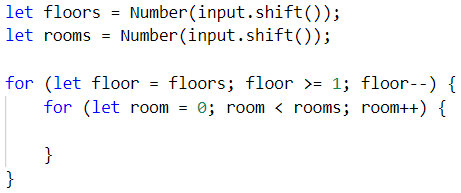 let floors = Number(input.shift());
let rooms = Number(input.shift());

for (let floor = floors; floor >= 1; floor--) {
    for (let room = 0; room < rooms; room++) {

    }
}